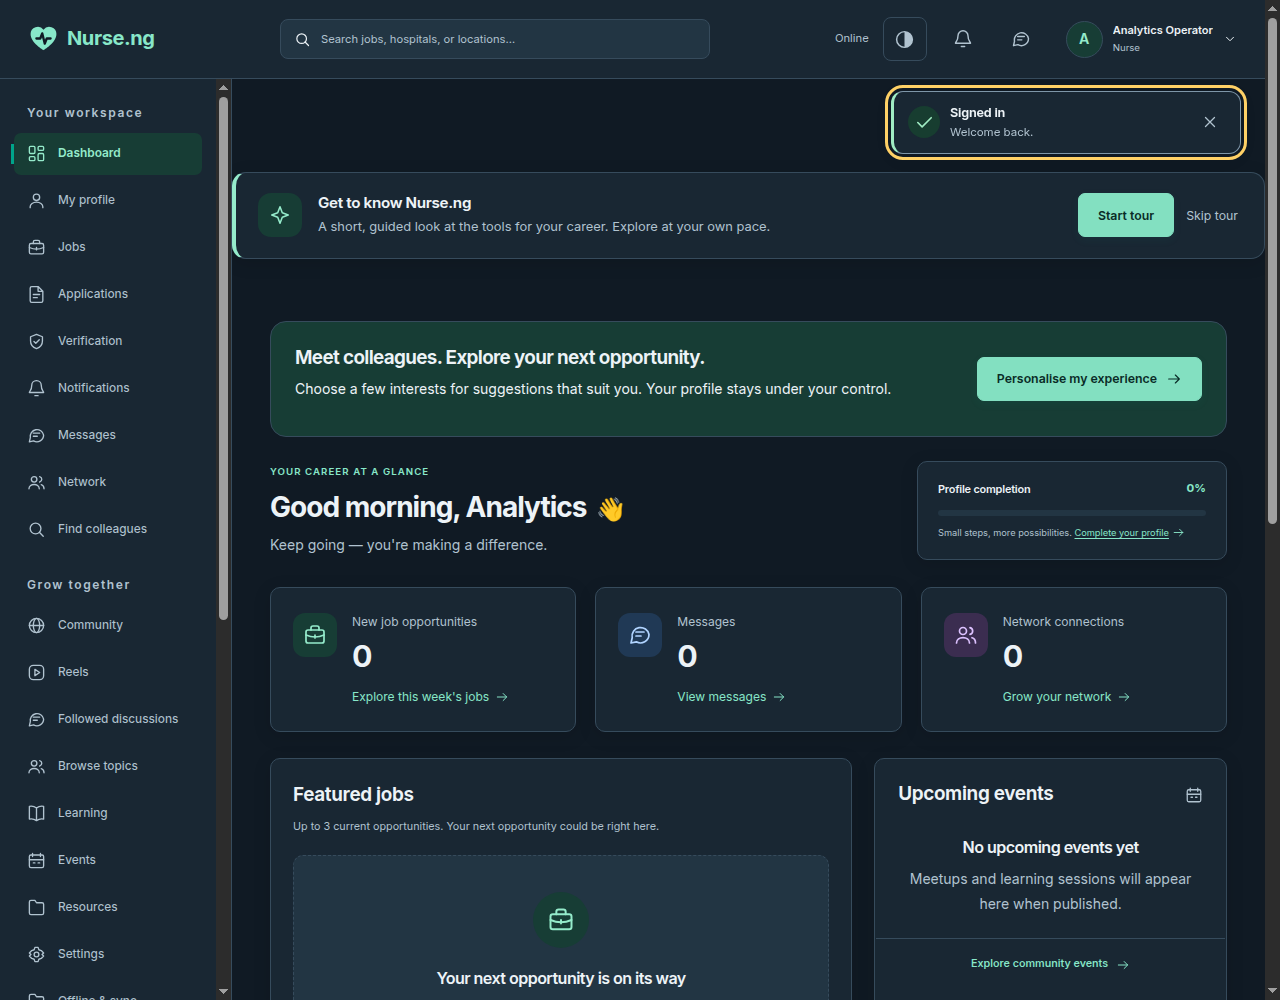 Nurse.ng
Search jobs, hospitals, or locations...
Online
A
Analytics Operator
Nurse
Your workspace
Dashboard
My profile
Jobs
Applications
Verification
Notifications
Messages
Network
Find colleagues
Grow together
Community
Reels
Followed discussions
Browse topics
Learning
Events
Resources
Settings
Offline & sync
Signed in
Welcome back.
Get to know Nurse.ng
A short, guided look at the tools for your career. Explore at your own pace.
Start tour
Skip tour
Meet colleagues. Explore your next opportunity.
Choose a few interests for suggestions that suit you. Your profile stays under your control.
Personalise my experience
YOUR CAREER AT A GLANCE
Good morning, Analytics 👋
Keep going — you're making a difference.
Profile completion
0%
Small steps, more possibilities. Complete your profile
New job opportunities
0
Explore this week's jobs
Messages
0
View messages
Network connections
0
Grow your network
Featured jobs
Up to 3 current opportunities. Your next opportunity could be right here.
Your next opportunity is on its way
Upcoming events
No upcoming events yet
Meetups and learning sessions will appear
here when published.
Explore community events